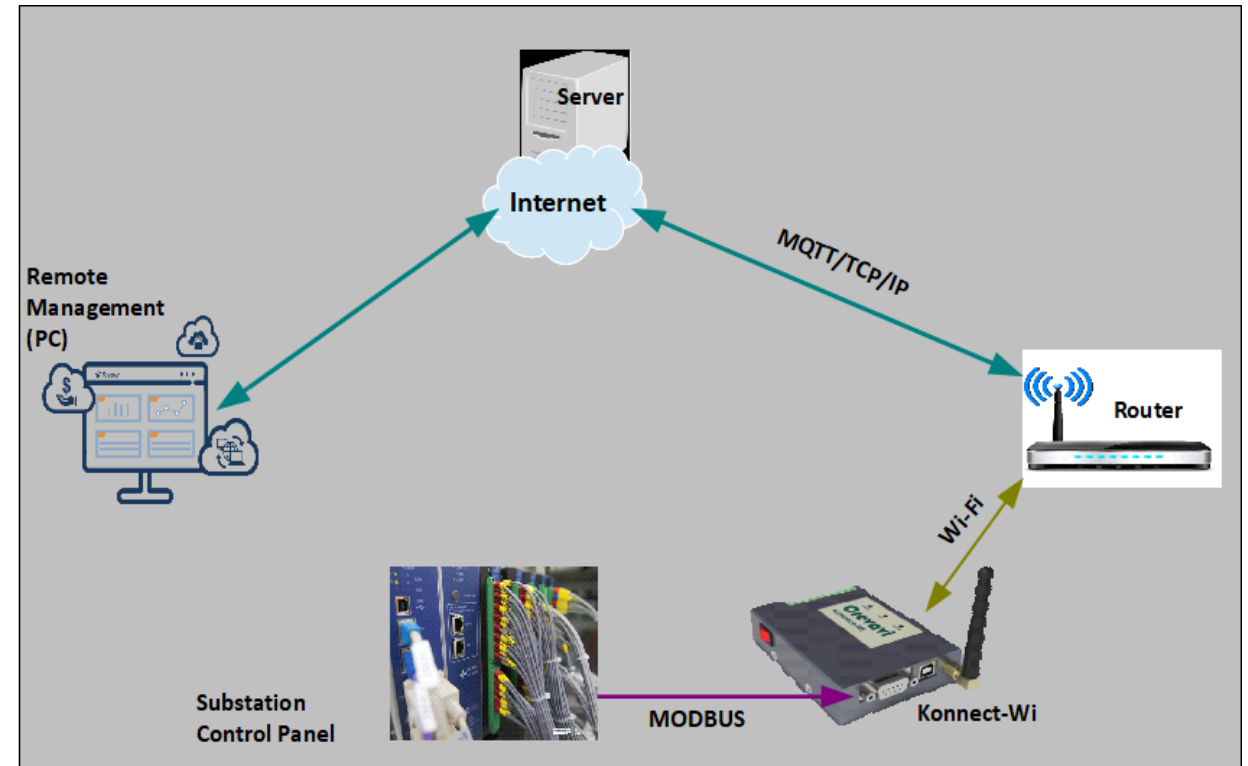 Server
Internet
MQTT/TCP/IP
Remote
Management
(PC)
$
Router
Wi-Fi
Substation
Control Panel
MODBUS
Konnect-Wi